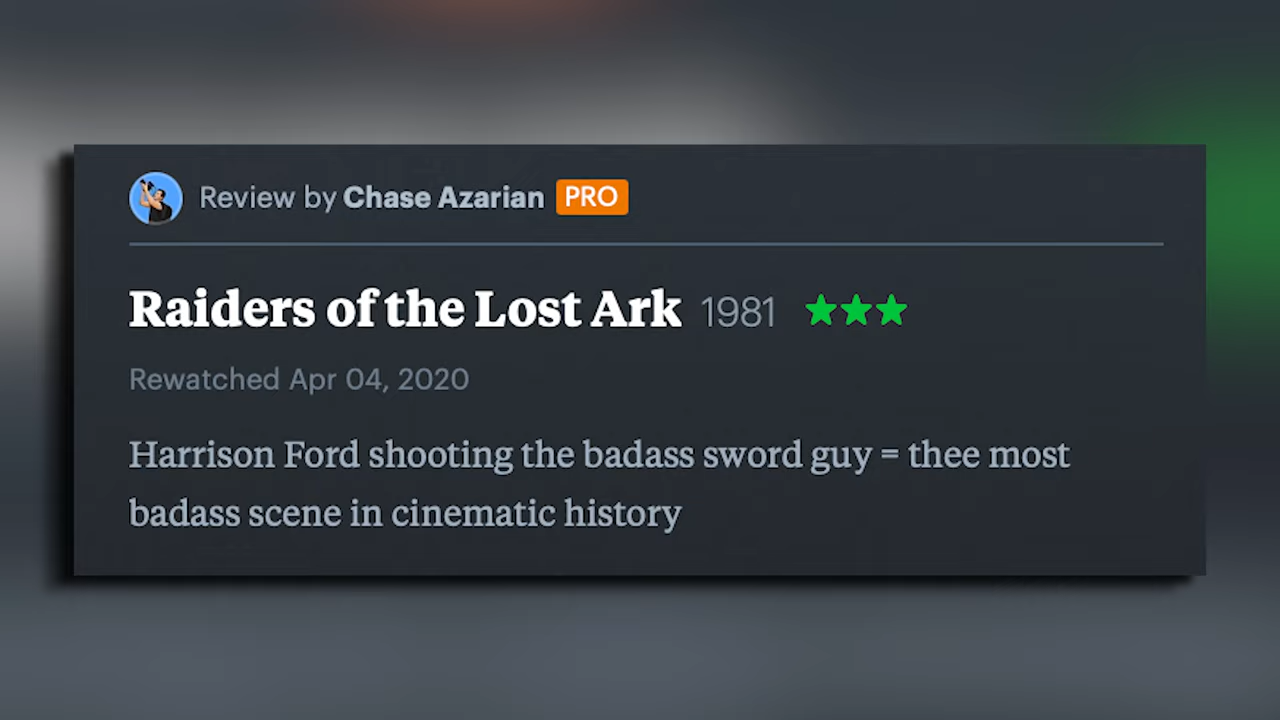 Review by Chase Azarian PRO
Raiders of the Lost Ark 1981 ★★★
Rewatched Apr 04, 2020
Harrison Ford shooting the badass sword guy = thee most
badass scene in cinematic history